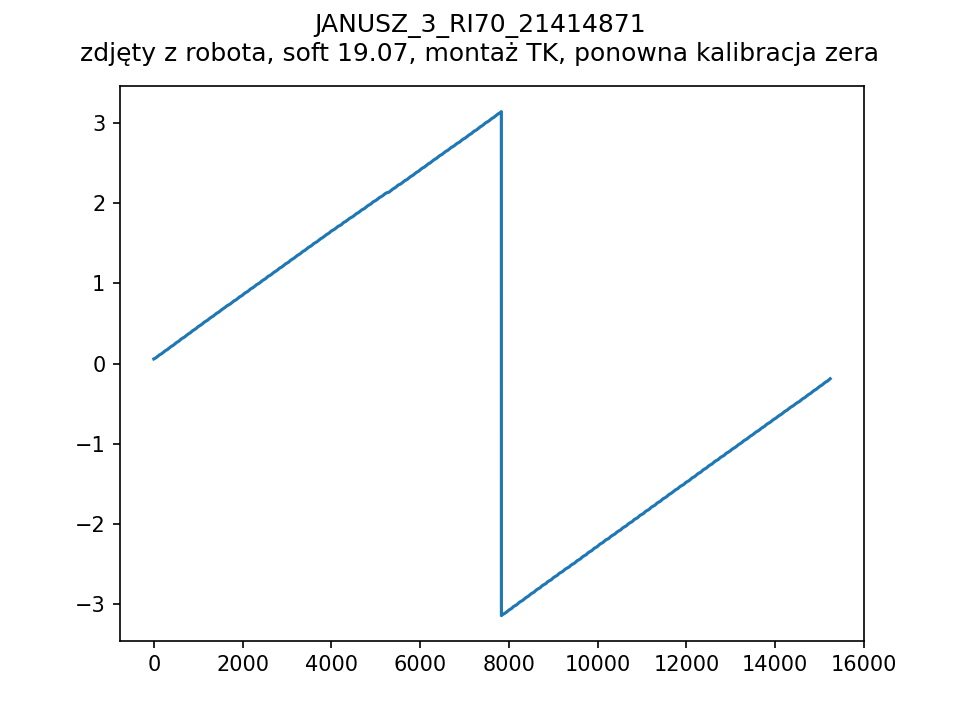 JANUSZ_3_RI70_21414871
zdjęty z robota, soft 19.07, montaż TK, ponowna kalibracja zera
3
2
1
0
−1
−2
−3
0 2000 4000 6000 8000 10000 12000 14000 16000